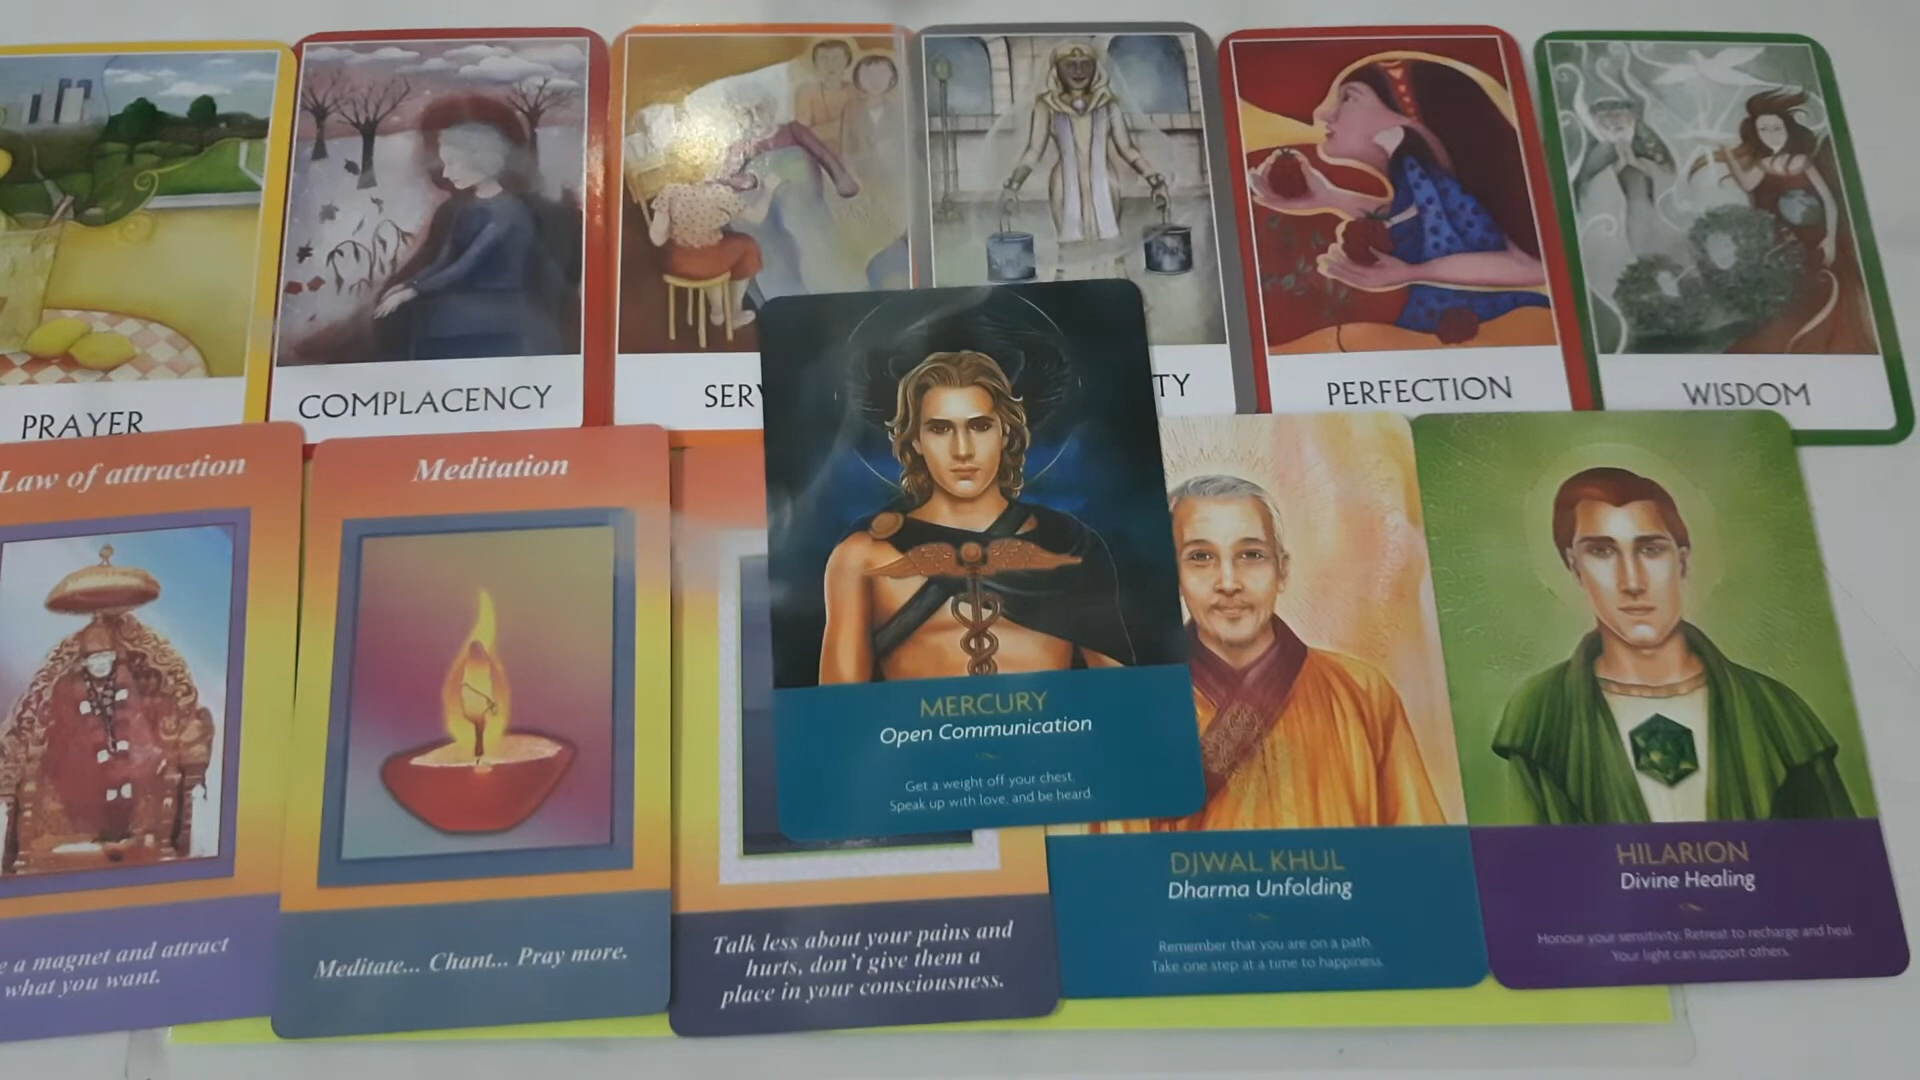 PRAYER
COMPLACENCY
SER
TY
PERFECTION
WISDOM
Law of attraction
Meditation
MERCURY
Open Communication
Get a weight off your chest.
Speak up with love, and be heard.
DJWAL KHUL
Dharma Unfolding
Remember that you are on a path.
Take one step at a time to happiness.
HILARION
Divine Healing
Honour your sensitivity. Retreat to recharge and heal.
Your light can support others.
e a magnet and attract
what you want.
Meditate... Chant... Pray more.
Talk less about your pains and
hurts, don't give them a
place in your consciousness.